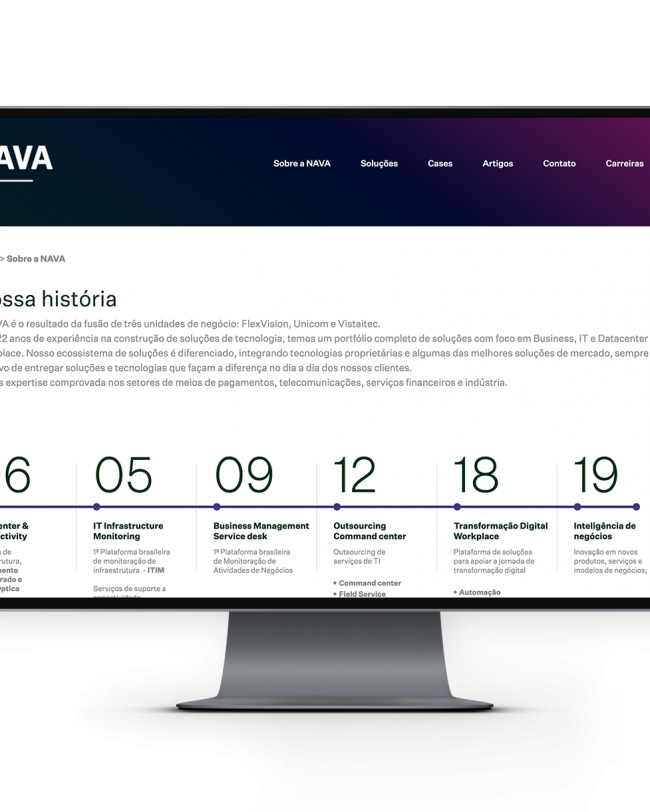 AVA
Sobre a NAVA Soluções Cases Artigos Contato Carreiras
> Sobre a NAVA
ossa história
VA é o resultado da fusão de três unidades de negócio: FlexVision, Unicom e Vistaitec.
22 anos de experiência na construção de soluções de tecnologia, temos um portfólio completo de soluções com foco em Business, IT e Datacenter
place. Nosso ecossistema de soluções é diferenciado, integrando tecnologias proprietárias e algumas das melhores soluções de mercado, sempre
vo de entregar soluções e tecnologias que façam a diferença no dia a dia dos nossos clientes.
s expertise comprovada nos setores de meios de pagamentos, telecomunicações, serviços financeiros e indústria.
6 05 09 12 18 19
enter &
ctivity
s de
rutura,
mento
rado e
ptica
IT Infrastructure
Monitoring
1ª Plataforma brasileira
de monitoração de
infraestrutura - ITIM
Serviços de suporte a
conectividade
Business Management
Service desk
1ª Plataforma brasileira
de Monitoração de
Atividades de Negócios
Outsourcing
Command center
Outsourcing de
serviços de TI
• Command center
• Field Service
Transformação Digital
Workplace
Plataforma de soluções
para apoiar a jornada de
transformação digital
• Automação
Inteligência de
negócios
Inovação em novos
produtos, serviços e
modelos de negócios;